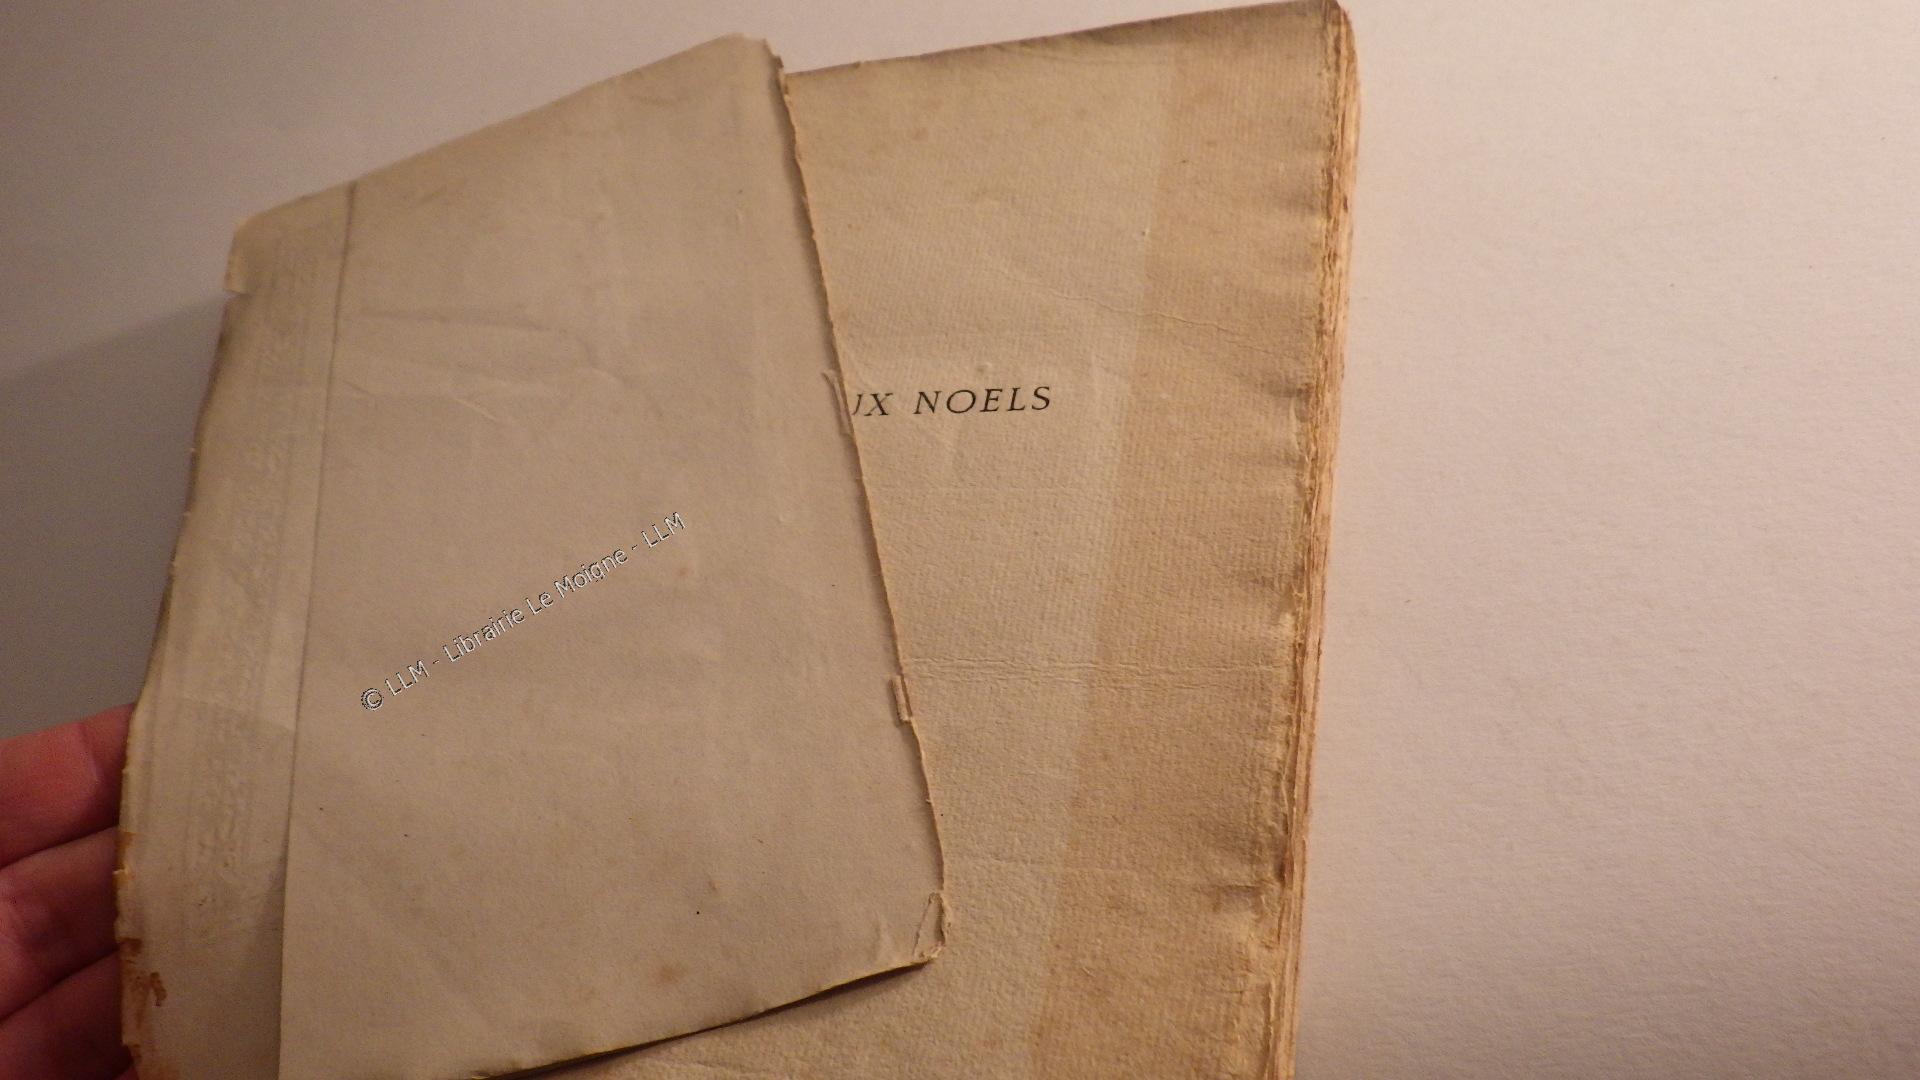 UX NOELS
© LLM - Librairie Le Moigne - LLM